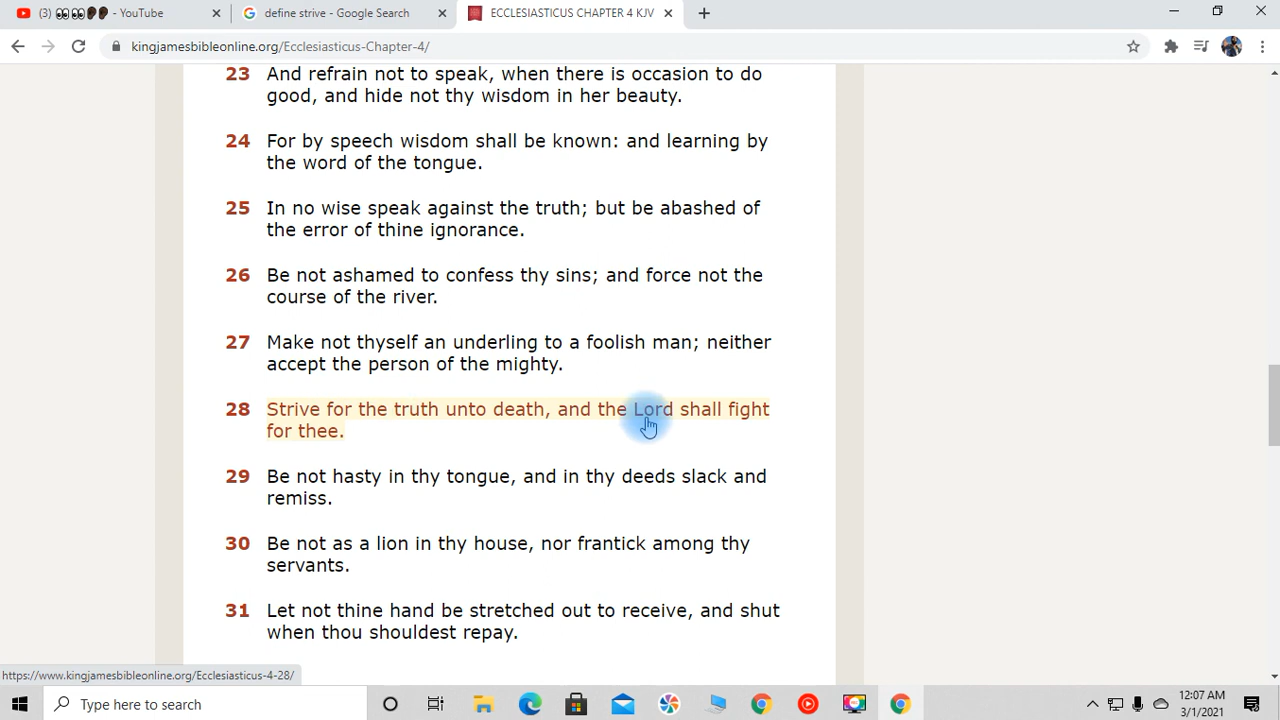 (3) 👀👀👂🏿👂🏿 - YouTube
define strive - Google Search
ECCLESIASTICUS CHAPTER 4 KJV
kingjamesbibleonline.org/Ecclesiasticus-Chapter-4/
23 And refrain not to speak, when there is occasion to do
good, and hide not thy wisdom in her beauty.
24 For by speech wisdom shall be known: and learning by
the word of the tongue.
25 In no wise speak against the truth; but be abashed of
the error of thine ignorance.
26 Be not ashamed to confess thy sins; and force not the
course of the river.
27 Make not thyself an underling to a foolish man; neither
accept the person of the mighty.
28 Strive for the truth unto death, and the Lord shall fight
for thee.
29 Be not hasty in thy tongue, and in thy deeds slack and
remiss.
30 Be not as a lion in thy house, nor frantick among thy
servants.
31 Let not thine hand be stretched out to receive, and shut
when thou shouldest repay.
https://www.kingjamesbibleonline.org/Ecclesiasticus-4-28/
Type here to search
12:07 AM
3/1/2021